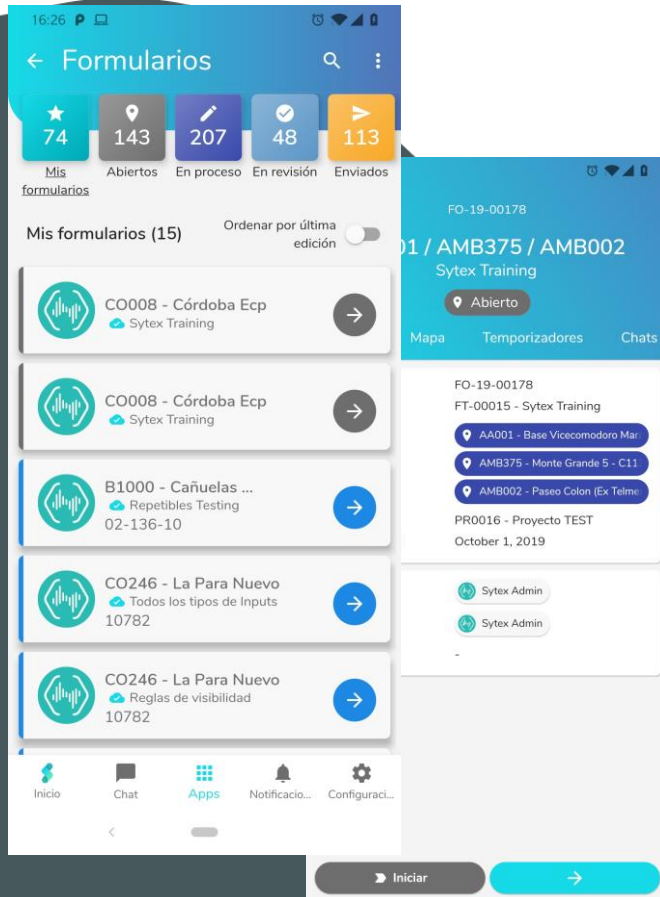 16:26
Formularios
74
143
207
48
113
Mis
formularios
Abiertos
En proceso
En revisión
Enviados
Mis formularios (15)
Ordenar por última
edición
CO008 - Córdoba Ecp
Sytex Training
CO008 - Córdoba Ecp
Sytex Training
B1000 - Cañuelas ...
Repetibles Testing
02-136-10
CO246 - La Para Nuevo
Todos los tipos de Inputs
10782
CO246 - La Para Nuevo
Reglas de visibilidad
10782
Inicio
Chat
Apps
Notificacio...
Configuraci...
FO-19-00178
01 / AMB375 / AMB002
Sytex Training
Abierto
Mapa
Temporizadores
Chats
FO-19-00178
FT-00015 - Sytex Training
AA001 - Base Vicecomodoro Mar
AMB375 - Monte Grande 5 - C11
AMB002 - Paseo Colon (Ex Telme
PR0016 - Proyecto TEST
October 1, 2019
Sytex Admin
Sytex Admin
-
Iniciar